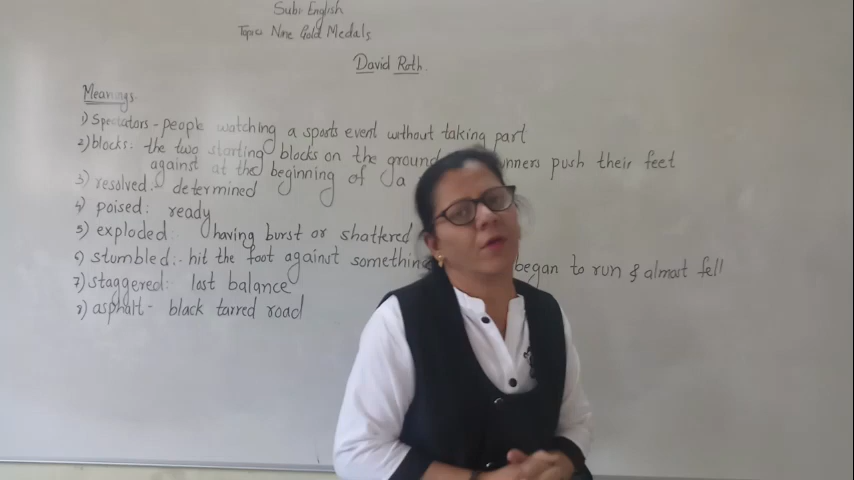 Sub: English
Topic: Nine Gold Medals
David Roth.
Meanings
1) Spectators - people watching a sports event without taking part
2) blocks: the two starting blocks on the ground push their feet
against at the beginning of a
3) resolved:- determined
4) poised: ready
5) exploded:- having burst or shattered
6) stumbled:- hit the foot against something began to run & almost fell
7) staggered:- lost balance
8) asphalt - black tarred road